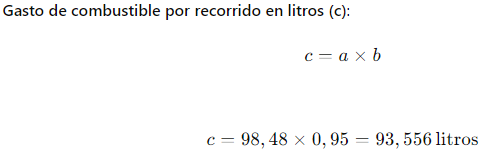 Gasto de combustible por recorrido en litros (c):
c = a × b
c = 98, 48 × 0, 95 = 93, 556 litros